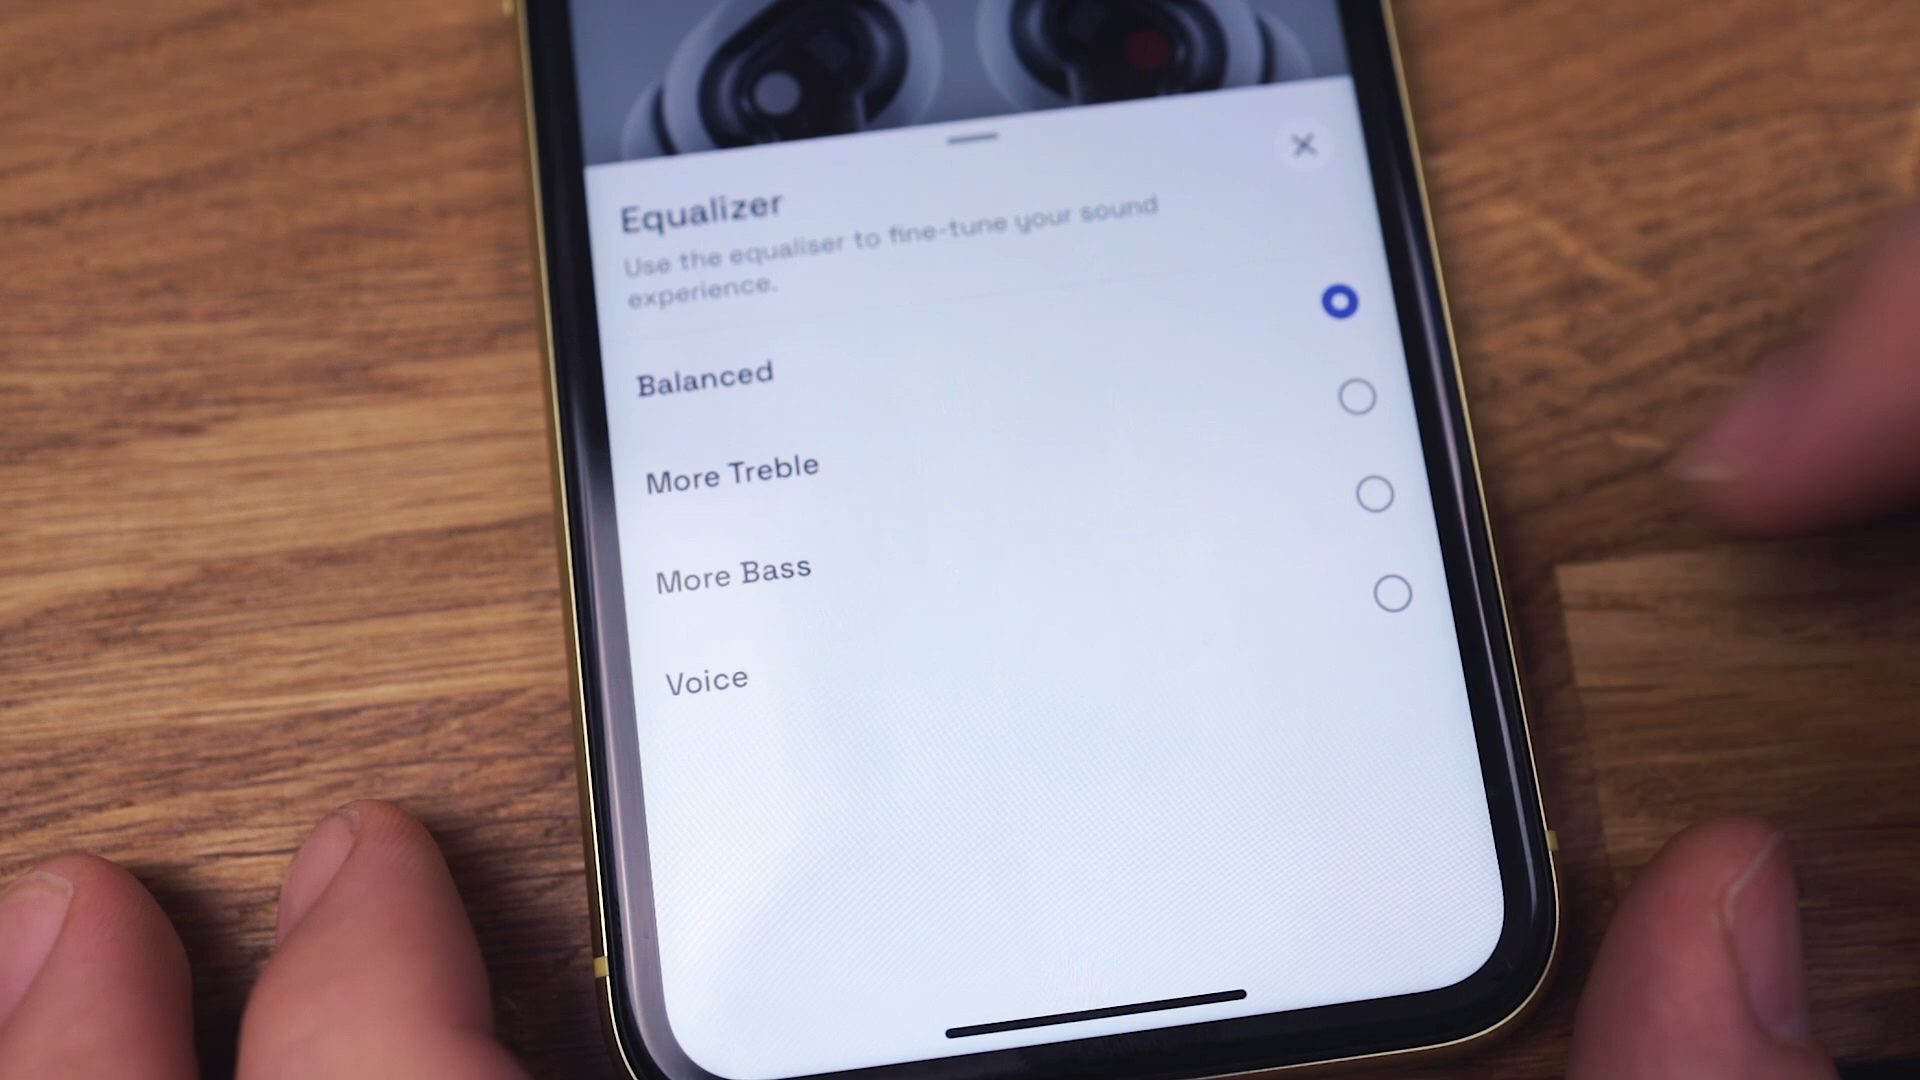 Equalizer
Use the equaliser to fine-tune your sound
experience.
Balanced
More Treble
More Bass
Voice